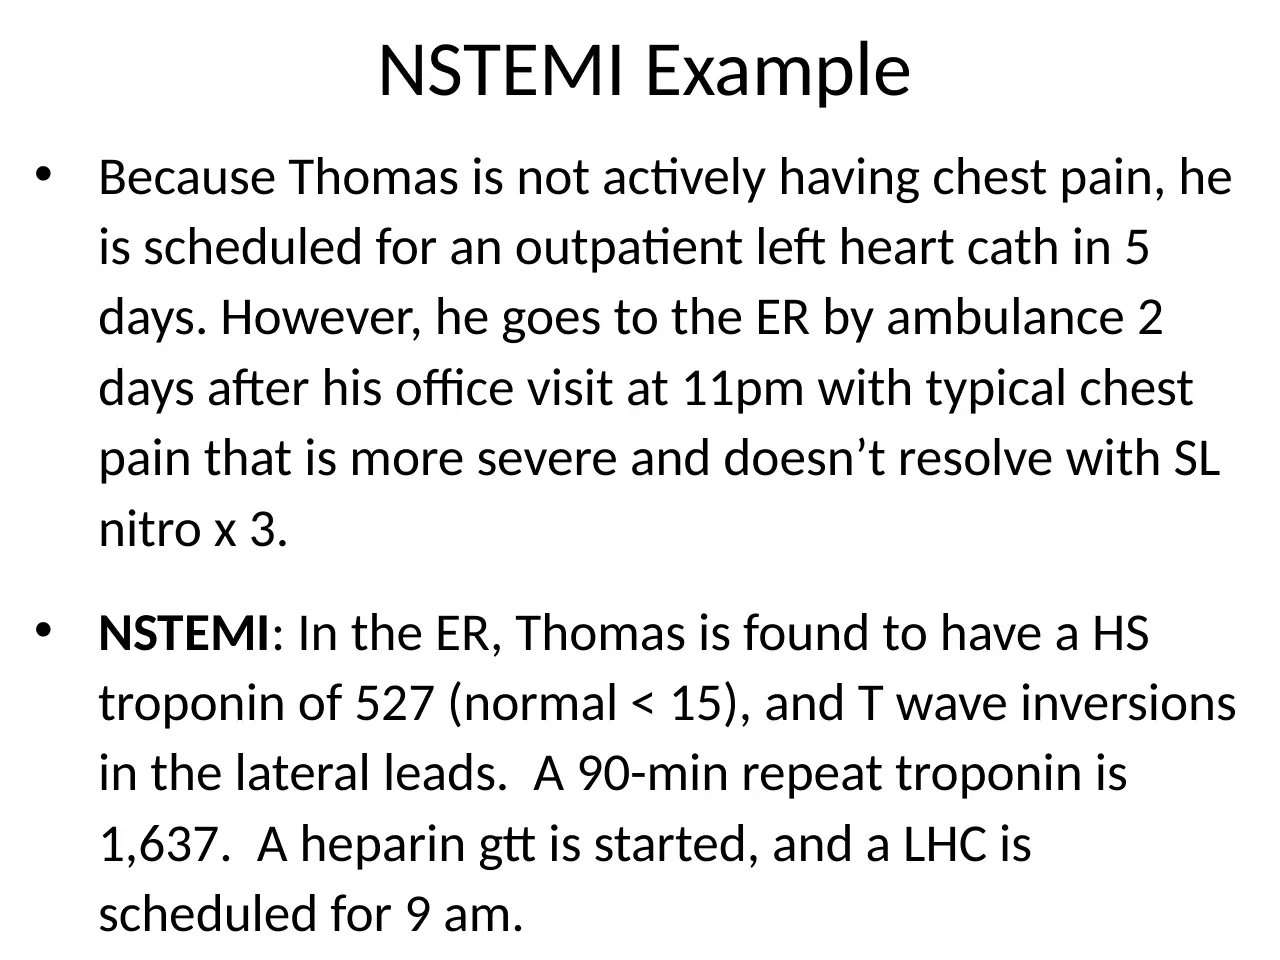 NSTEMI Example
• Because Thomas is not actively having chest pain, he
is scheduled for an outpatient left heart cath in 5
days. However, he goes to the ER by ambulance 2
days after his office visit at 11pm with typical chest
pain that is more severe and doesn’t resolve with SL
nitro x 3.
• NSTEMI: In the ER, Thomas is found to have a HS
troponin of 527 (normal < 15), and T wave inversions
in the lateral leads.  A 90-min repeat troponin is
1,637.  A heparin gtt is started, and a LHC is
scheduled for 9 am.